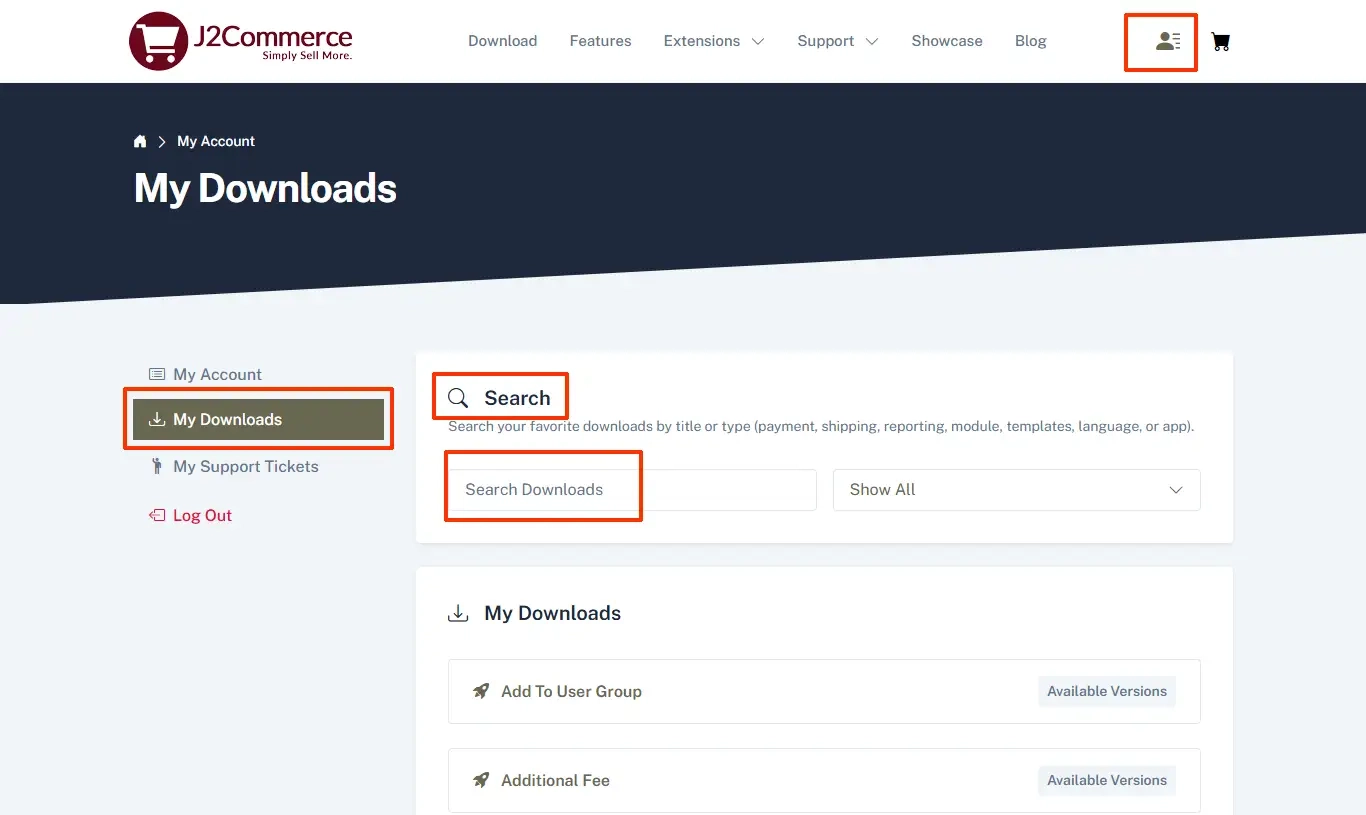 J2Commerce
Simply Sell More.
Download Features Extensions Support Showcase Blog
My Account
My Downloads
My Account
My Downloads
My Support Tickets
Log Out
Search
Search your favorite downloads by title or type (payment, shipping, reporting, module, templates, language, or app).
Search Downloads
Show All
My Downloads
Add To User Group
Available Versions
Additional Fee
Available Versions